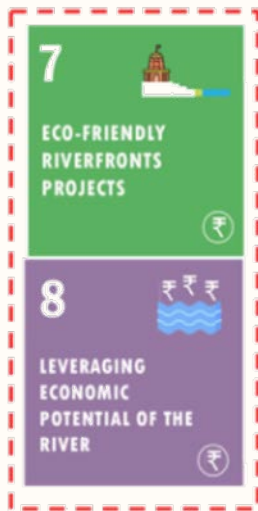 7
ECO-FRIENDLY
RIVERFRONTS
PROJECTS
₹
8
₹ ₹ ₹
LEVERAGING
ECONOMIC
POTENTIAL OF THE
RIVER
₹